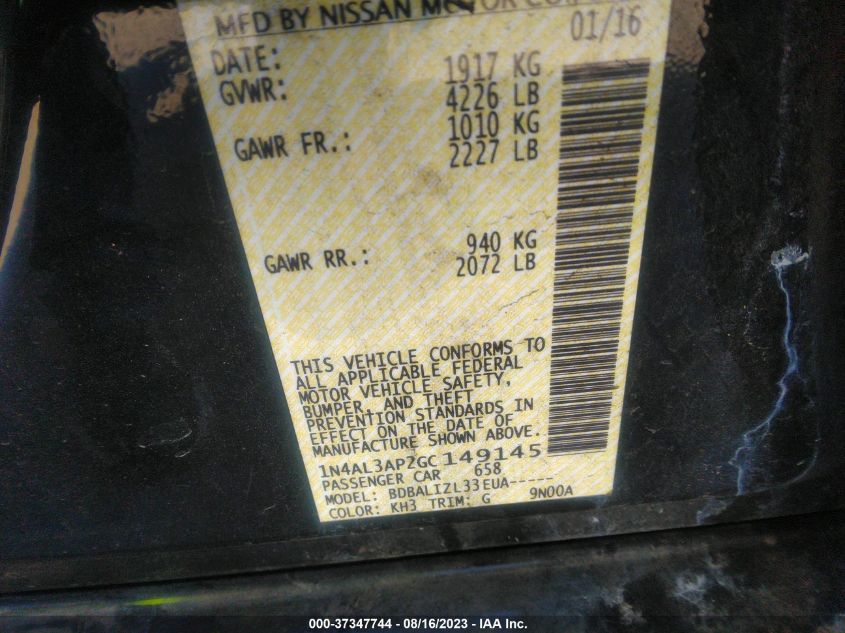 MFD BY NISSAN MOTOR CO.
DATE: 01/16
GVWR: 1917 KG
4226 LB
GAWR FR.: 1010 KG
2227 LB
GAWR RR.: 940 KG
2072 LB
THIS VEHICLE CONFORMS TO
ALL APPLICABLE FEDERAL
MOTOR VEHICLE SAFETY,
BUMPER, AND THEFT
PREVENTION STANDARDS IN
EFFECT ON THE DATE OF
MANUFACTURE SHOWN ABOVE.
1N4AL3AP2GC149145
PASSENGER CAR 658
MODEL: BDBALIZL33EUA-----
COLOR: KH3 TRIM: G 9N00A
000-37347744 - 08/16/2023 - IAA Inc.